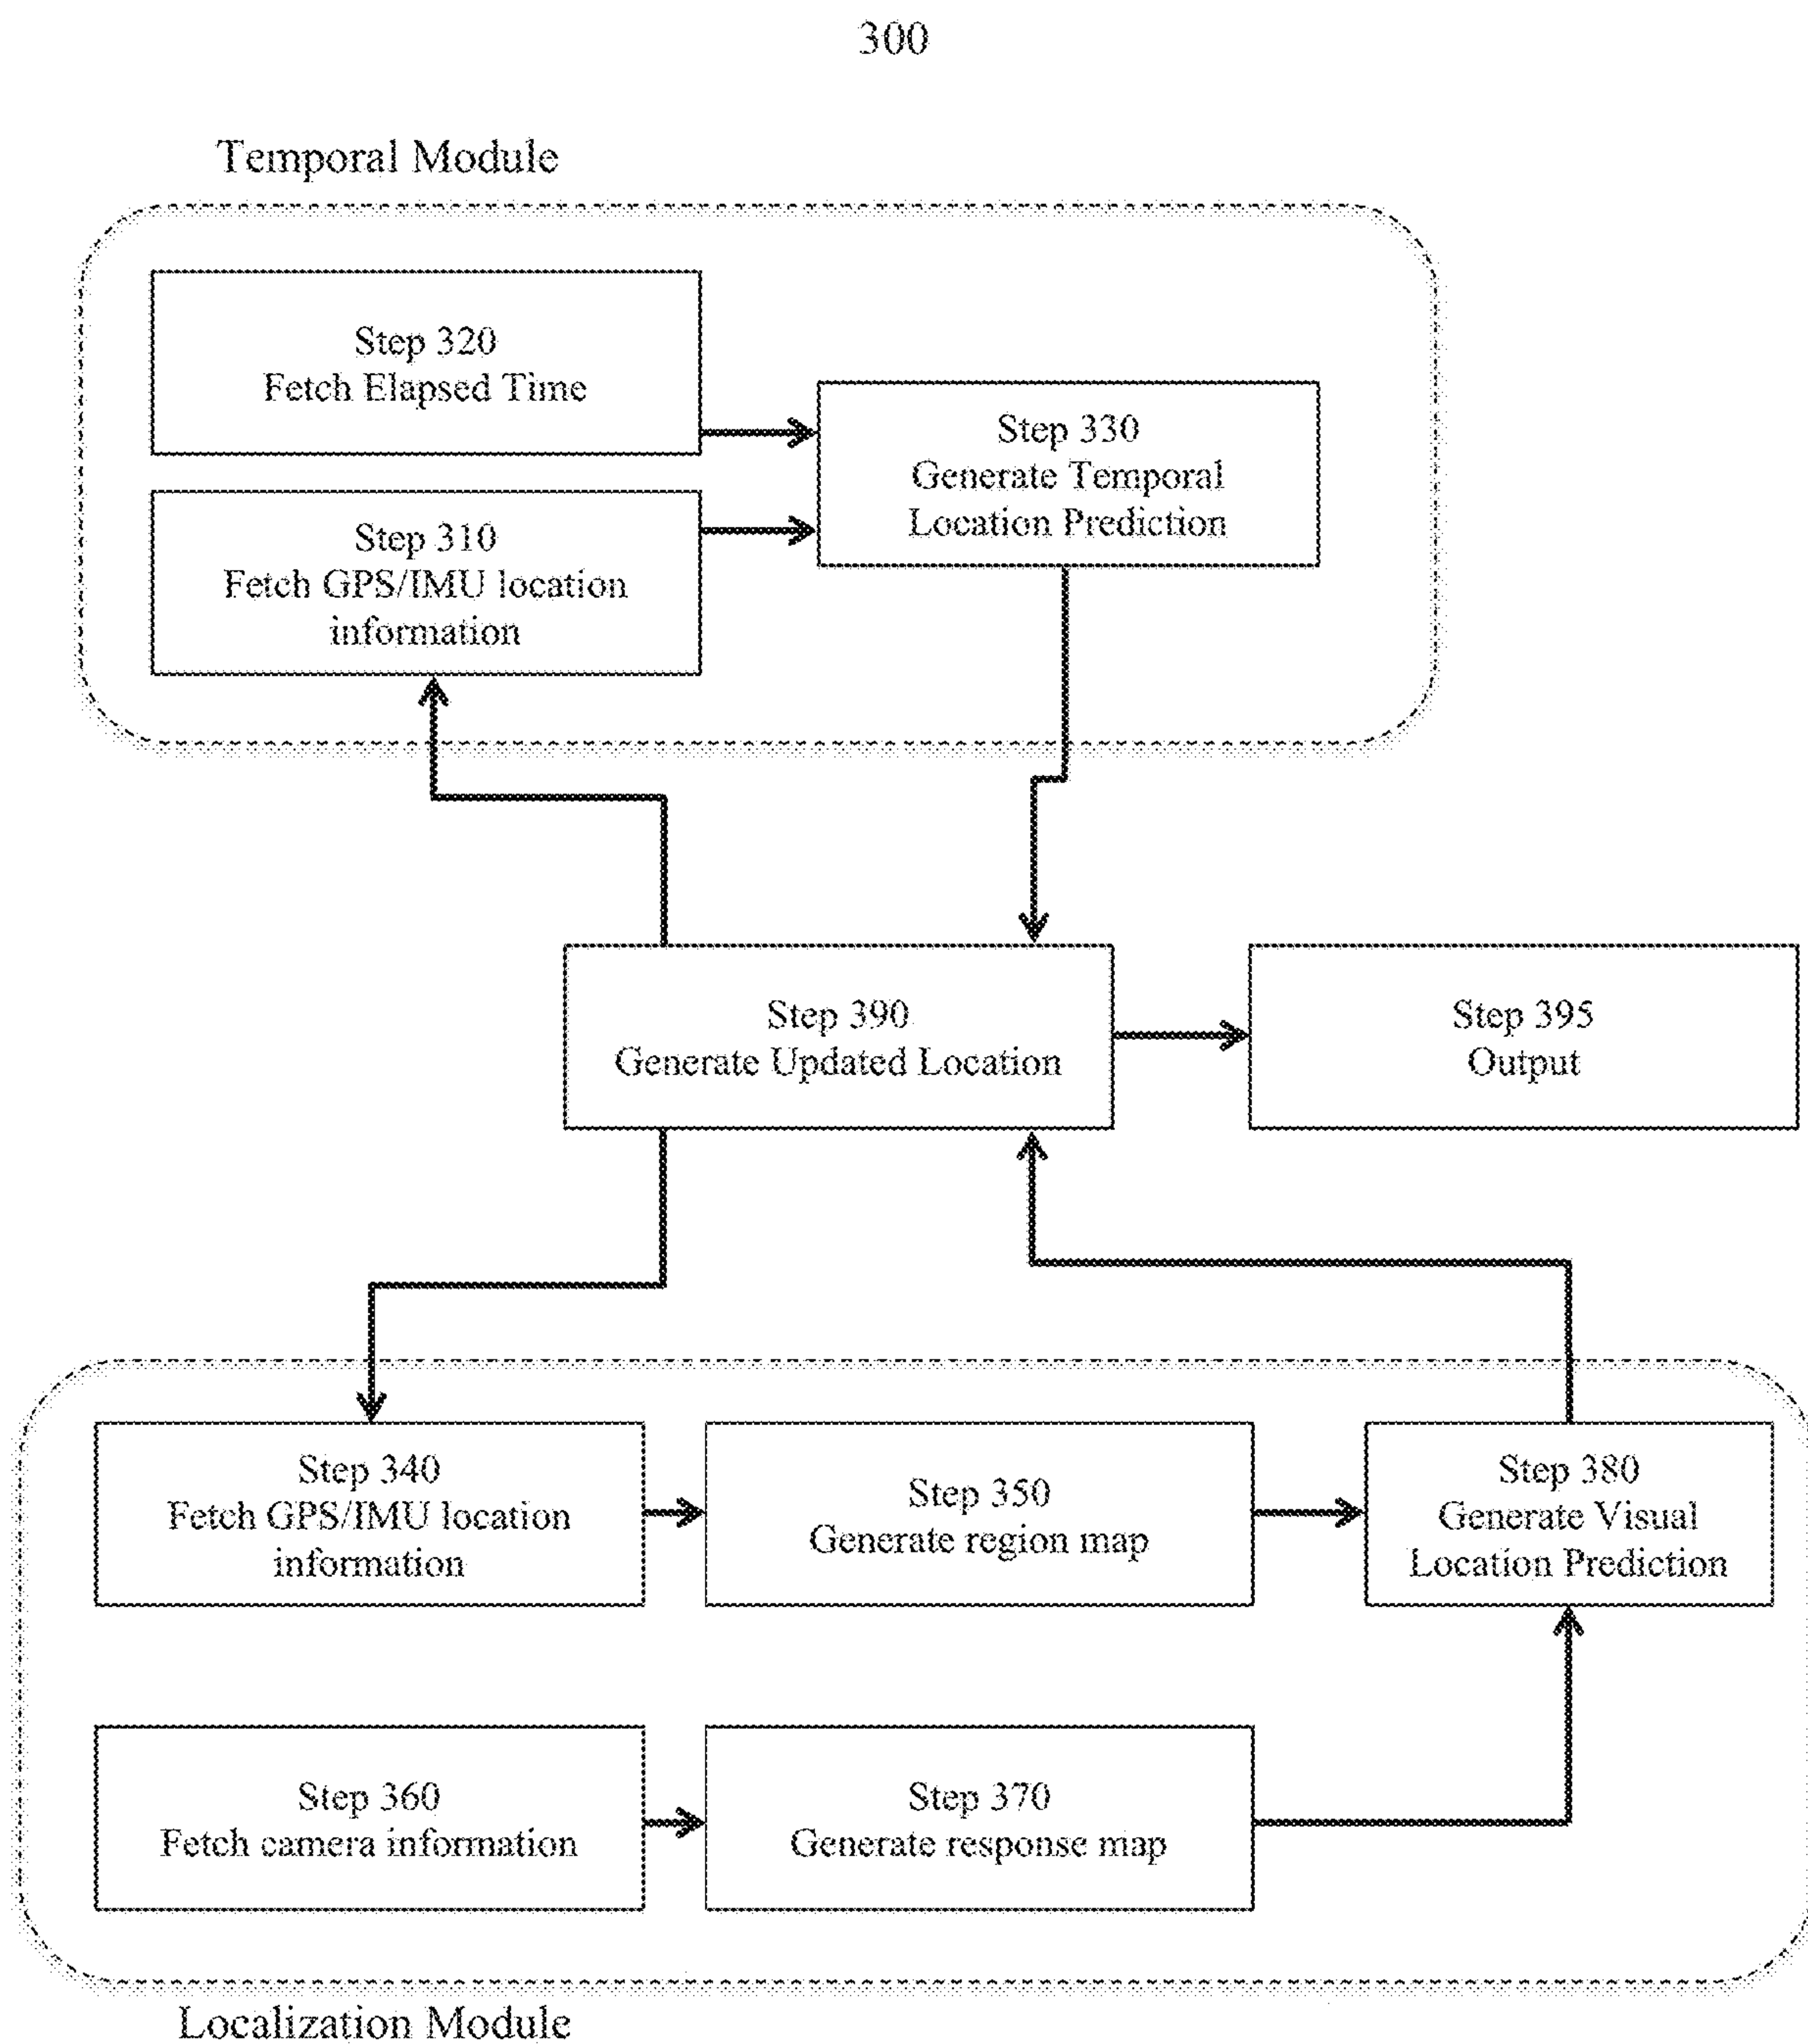 300
Temporal Module
Step 320
Fetch Elapsed Time
Step 330
Generate Temporal
Location Prediction
Step 310
Fetch GPS/IMU location
information
Step 390
Generate Updated Location
Step 395
Output
Step 340
Fetch GPS/IMU location
information
Step 350
Generate region map
Step 380
Generate Visual
Location Prediction
Step 360
Fetch camera information
Step 370
Generate response map
Localization Module